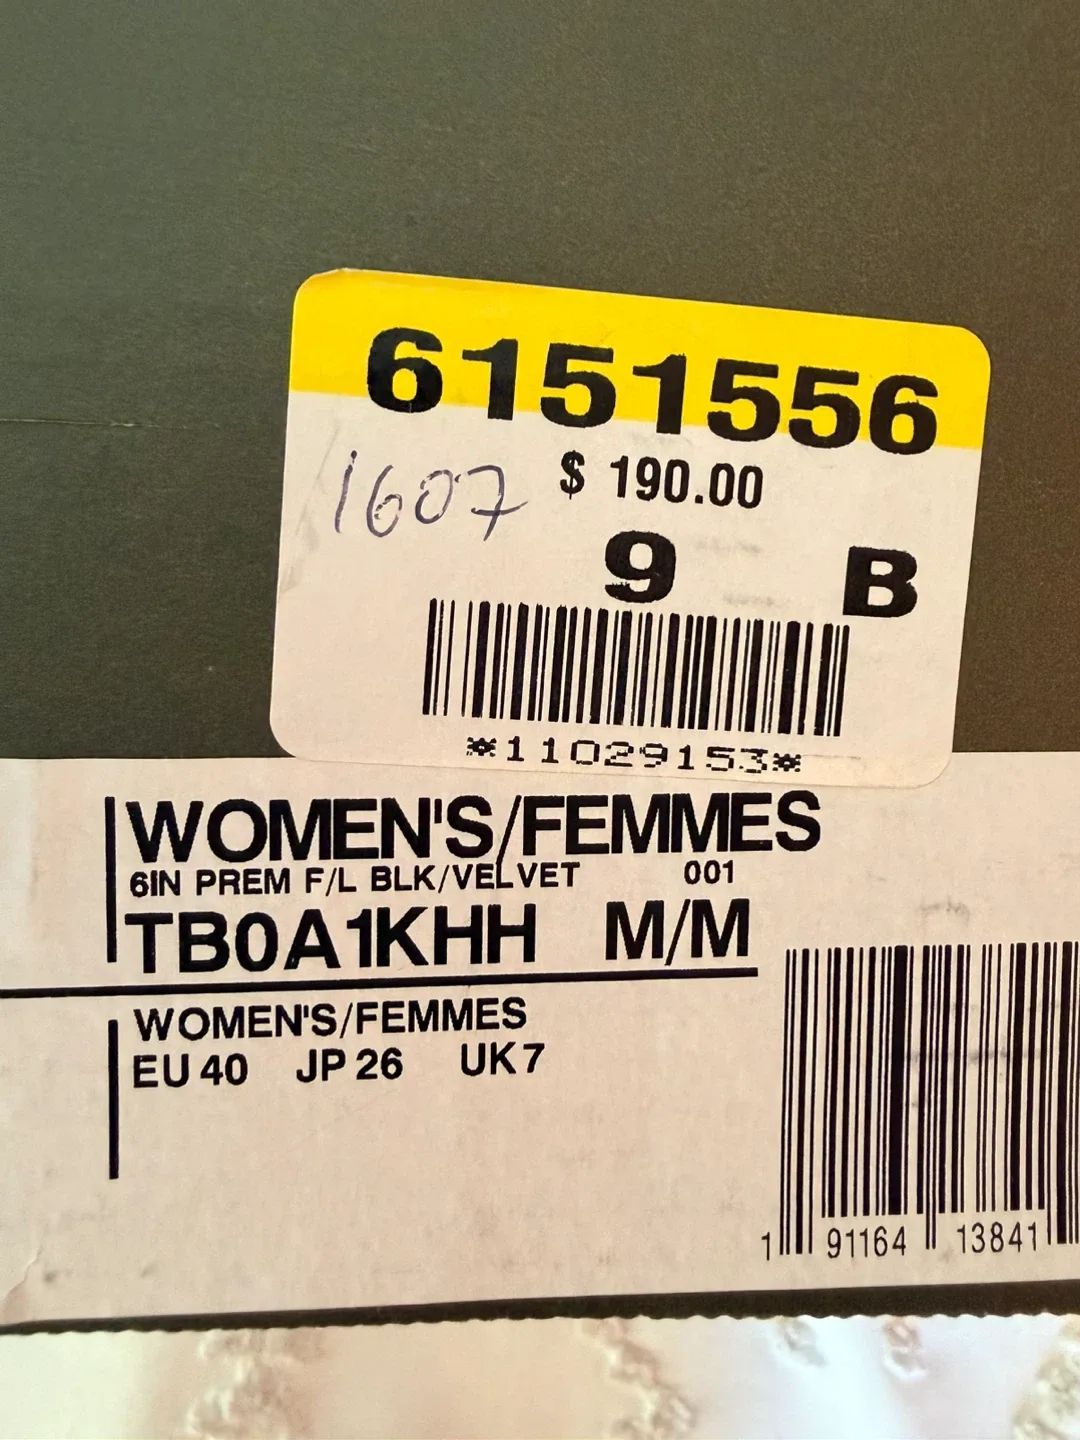 6151556
1607 $ 190.00
9 B
*11029153*
WOMEN'S/FEMMES
6IN PREM F/L BLK/VELVET 001
TB0A1KHH M/M
WOMEN'S/FEMMES
EU 40 JP 26 UK 7
1 91164 13841